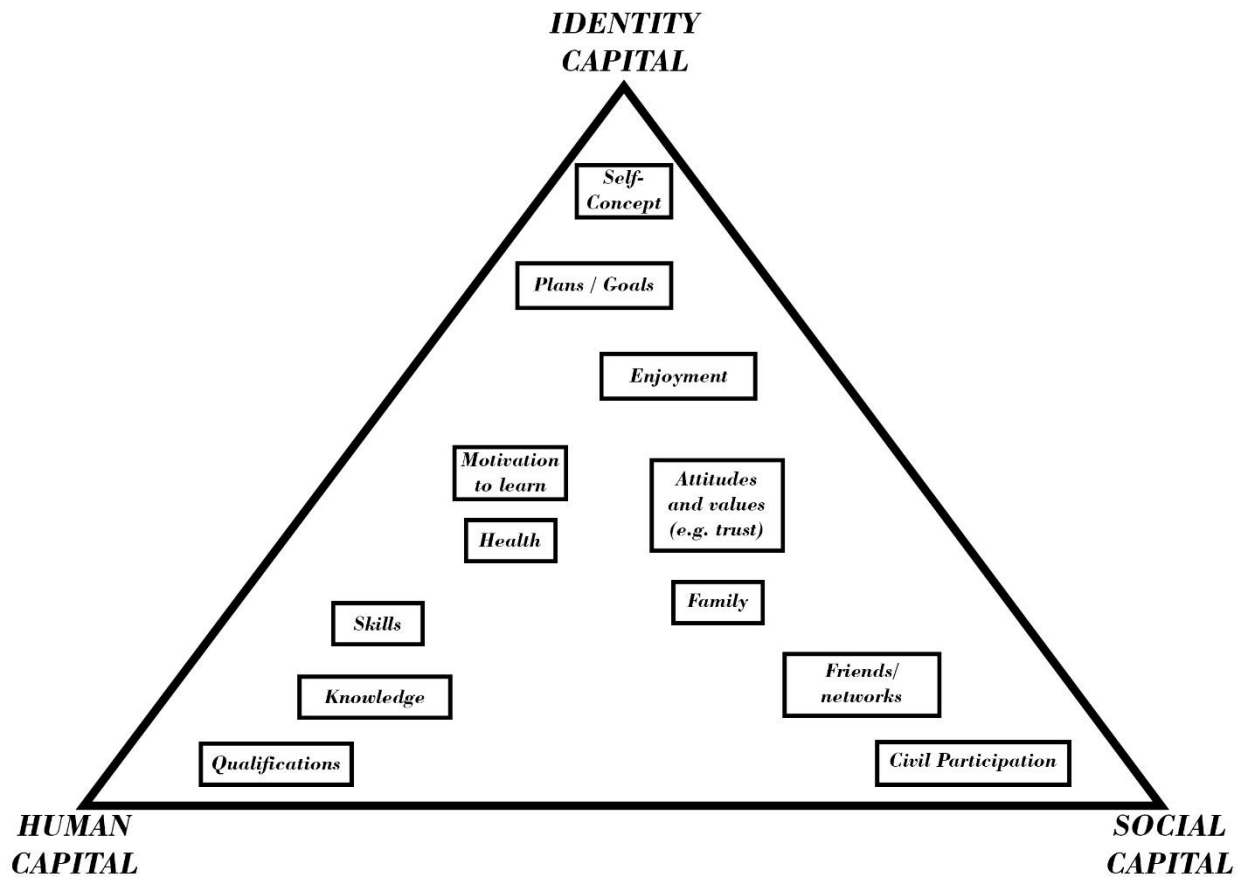 IDENTITY
CAPITAL
Self-
Concept
Plans / Goals
Enjoyment
Motivation
to learn
Attitudes
and values
(e.g. trust)
Health
Family
Skills
Friends/
networks
Knowledge
Qualifications
Civil Participation
HUMAN
CAPITAL
SOCIAL
CAPITAL